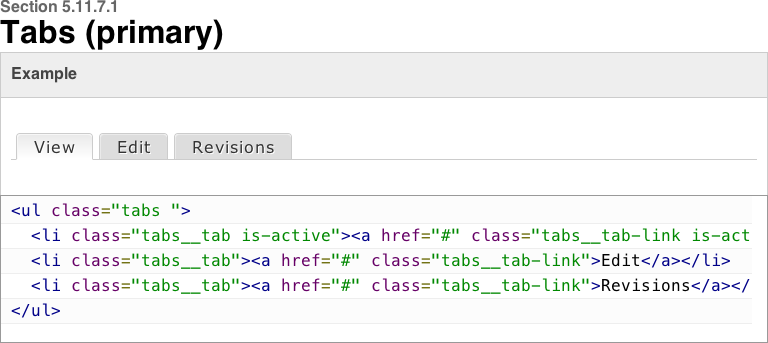 Section 5.11.7.1
Tabs (primary)
Example
View Edit Revisions
<ul class="tabs ">
  <li class="tabs__tab is-active"><a href="#" class="tabs__tab-link is-act
  <li class="tabs__tab"><a href="#" class="tabs__tab-link">Edit</a></li>
  <li class="tabs__tab"><a href="#" class="tabs__tab-link">Revisions</a></
</ul>